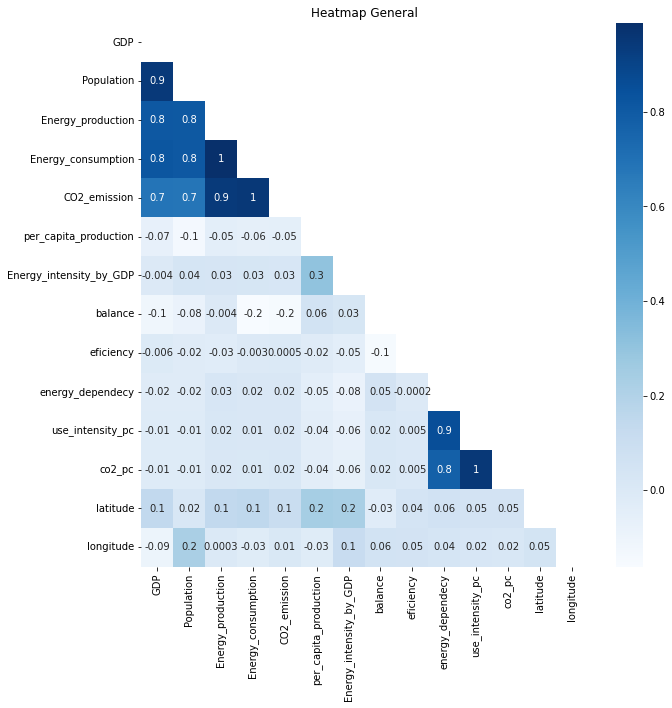 Heatmap General
GDP
Population 0.9
Energy_production 0.8 0.8
Energy_consumption 0.8 0.8 1
CO2_emission 0.7 0.7 0.9 1
per_capita_production -0.07 -0.1 -0.05 -0.06 -0.05
Energy_intensity_by_GDP -0.004 0.04 0.03 0.03 0.03 0.3
balance -0.1 -0.08 -0.004 -0.2 -0.2 0.06 0.03
eficiency -0.006 -0.02 -0.03 -0.003 0.0005 -0.02 -0.05 -0.1
energy_dependecy -0.02 -0.02 0.03 0.02 0.02 -0.05 -0.08 0.05 -0.0002
use_intensity_pc -0.01 -0.01 0.02 0.01 0.02 -0.04 -0.06 0.02 0.005 0.9
co2_pc -0.01 -0.01 0.02 0.01 0.02 -0.04 -0.06 0.02 0.005 0.8 1
latitude 0.1 0.02 0.1 0.1 0.1 0.2 0.2 -0.03 0.04 0.06 0.05 0.05
longitude -0.09 0.2 0.0003 -0.03 0.01 -0.03 0.1 0.06 0.05 0.04 0.02 0.02 0.05
GDP
Population
Energy_production
Energy_consumption
CO2_emission
per_capita_production
Energy_intensity_by_GDP
balance
eficiency
energy_dependecy
use_intensity_pc
co2_pc
latitude
longitude
0.8
0.6
0.4
0.2
0.0